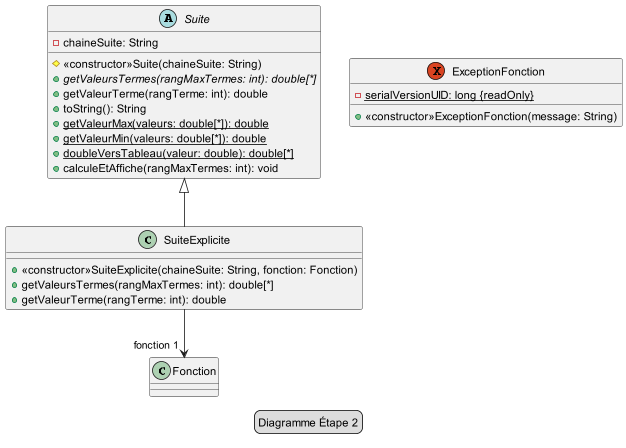 A Suite
chaineSuite: String
«constructor»Suite(chaineSuite: String)
getValeursTermes(rangMaxTermes: int): double[*]
getValeurTerme(rangTerme: int): double
toString(): String
getValeurMax(valeurs: double[*]): double
getValeurMin(valeurs: double[*]): double
doubleVersTableau(valeur: double): double[*]
calculeEtAffiche(rangMaxTermes: int): void
X ExceptionFonction
serialVersionUID: long {readOnly}
«constructor»ExceptionFonction(message: String)
C SuiteExplicite
«constructor»SuiteExplicite(chaineSuite: String, fonction: Fonction)
getValeursTermes(rangMaxTermes: int): double[*]
getValeurTerme(rangTerme: int): double
fonction 1
C Fonction
Diagramme Étape 2